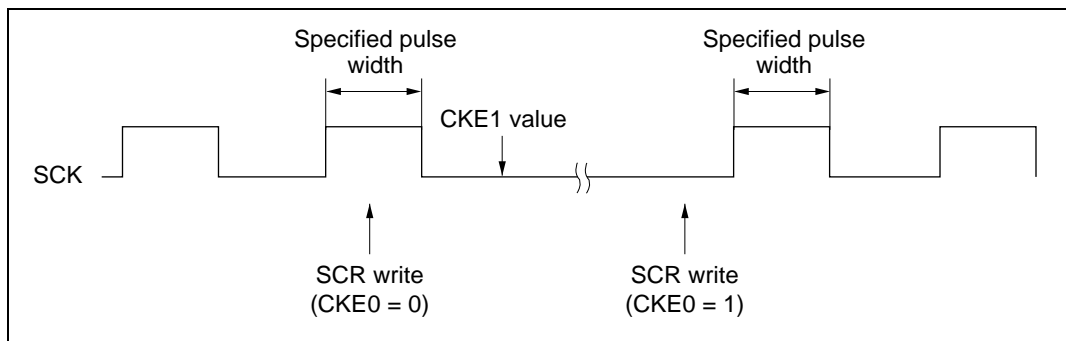 Specified pulse
width
Specified pulse
width
CKE1 value
SCK
SCR write
(CKE0 = 0)
SCR write
(CKE0 = 1)